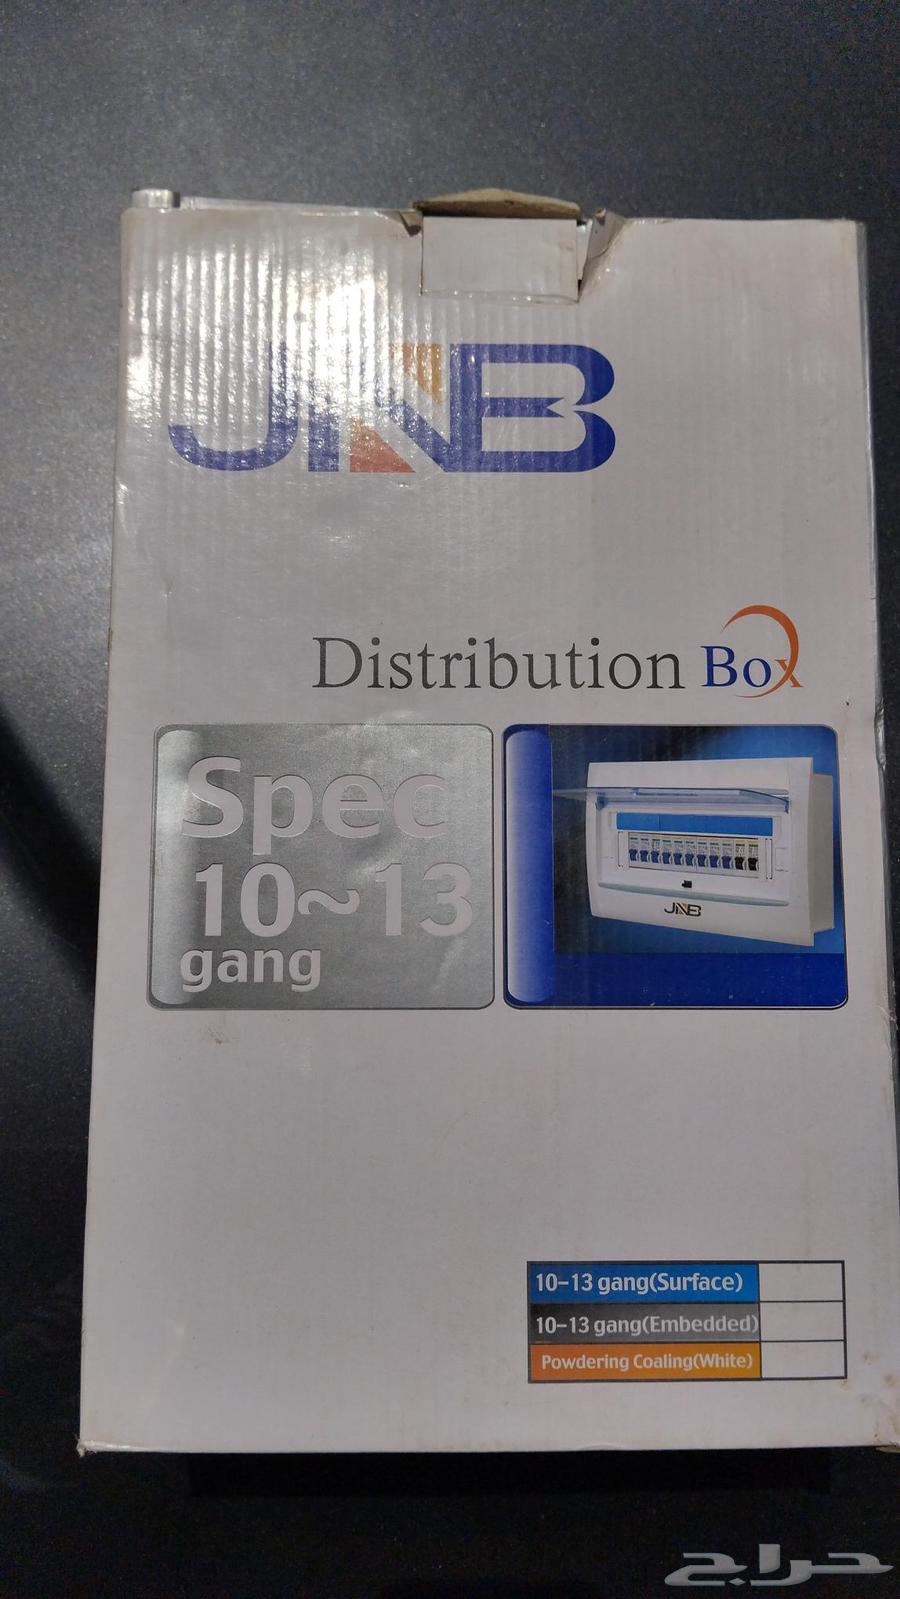 JNB
Distribution Box
Spec
10~13
gang
JNB
10-13 gang(Surface)
10-13 gang(Embedded)
Powdering Coaling(White)
حراج